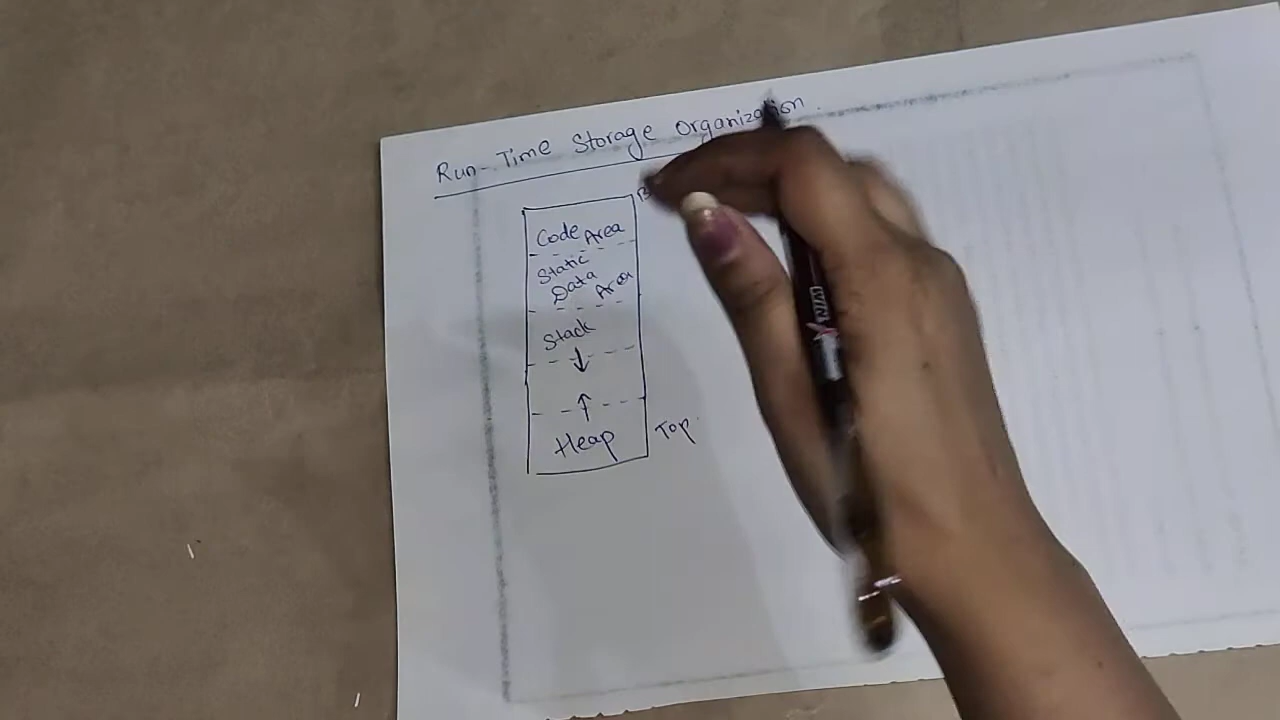 Run-Time Storage Organization.
Code Area
Static
Data Area
Stack
Heap
Top